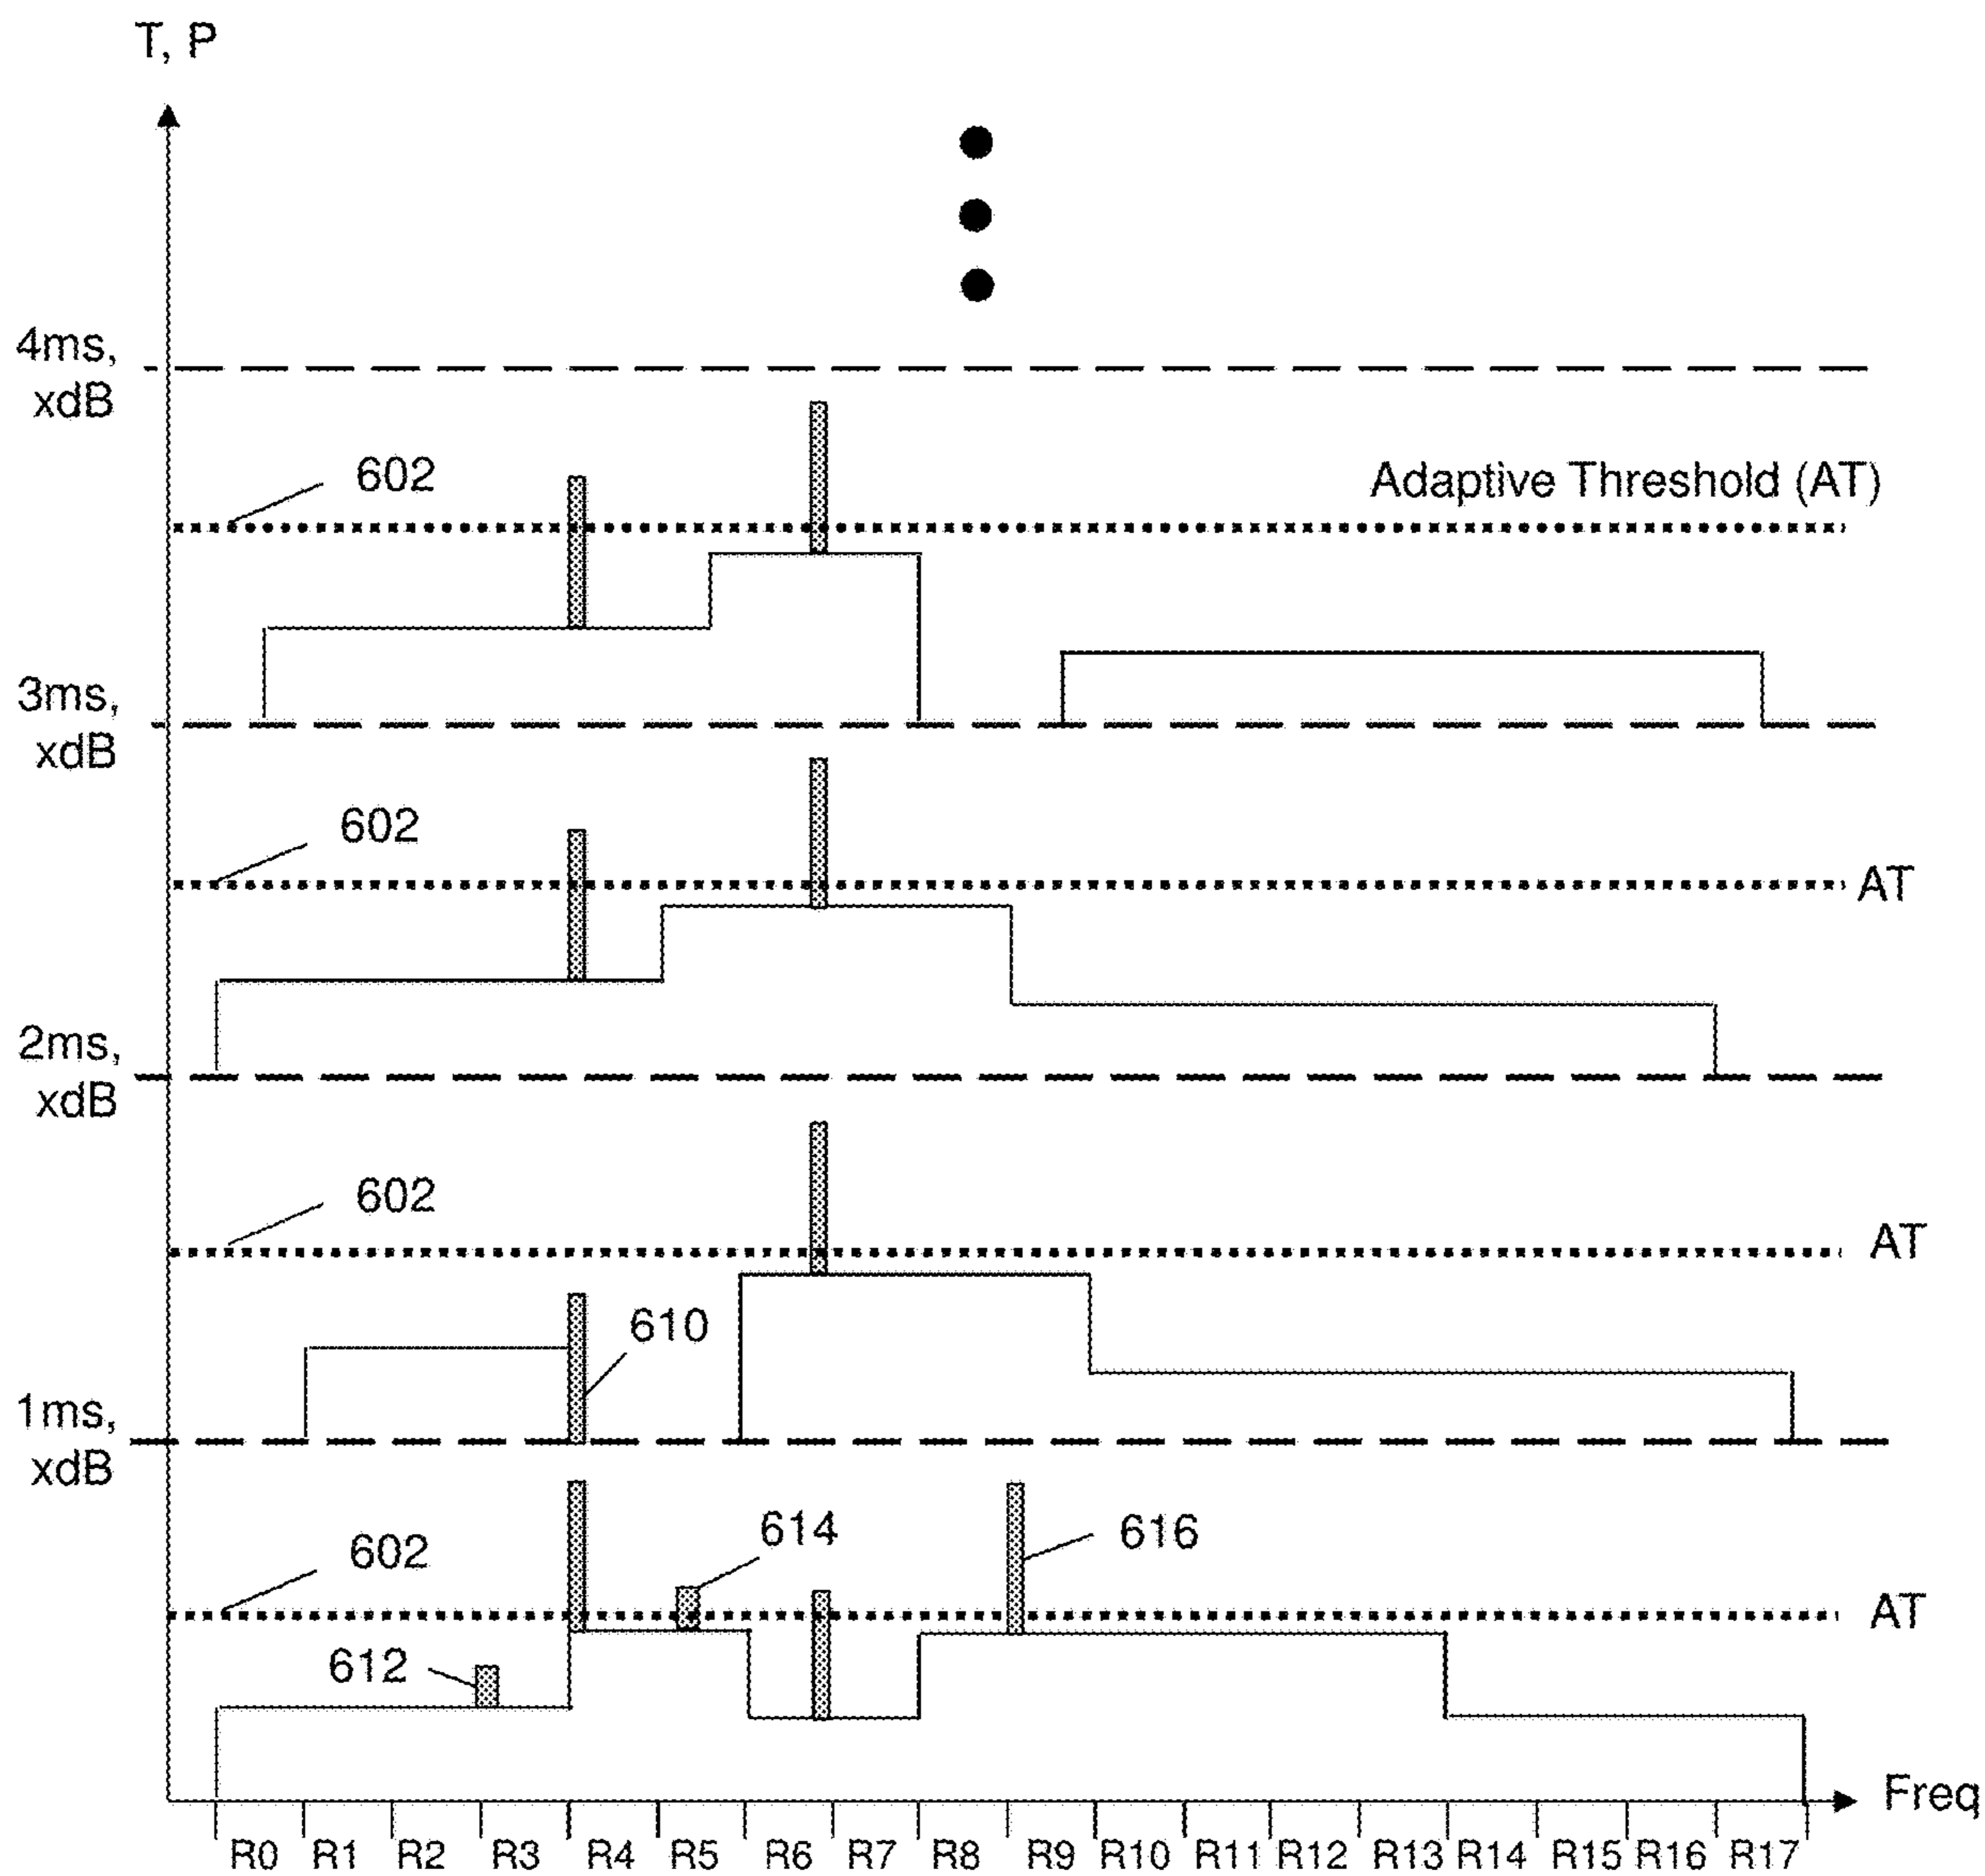 T, P
4ms,
xdB
602
Adaptive Threshold (AT)
3ms,
xdB
602
AT
2ms,
xdB
602
AT
610
1ms,
xdB
602
614
616
AT
612
Freq
R0 R1 R2 R3 R4 R5 R6 R7 R8 R9 R10 R11 R12 R13 R14 R15 R16 R17